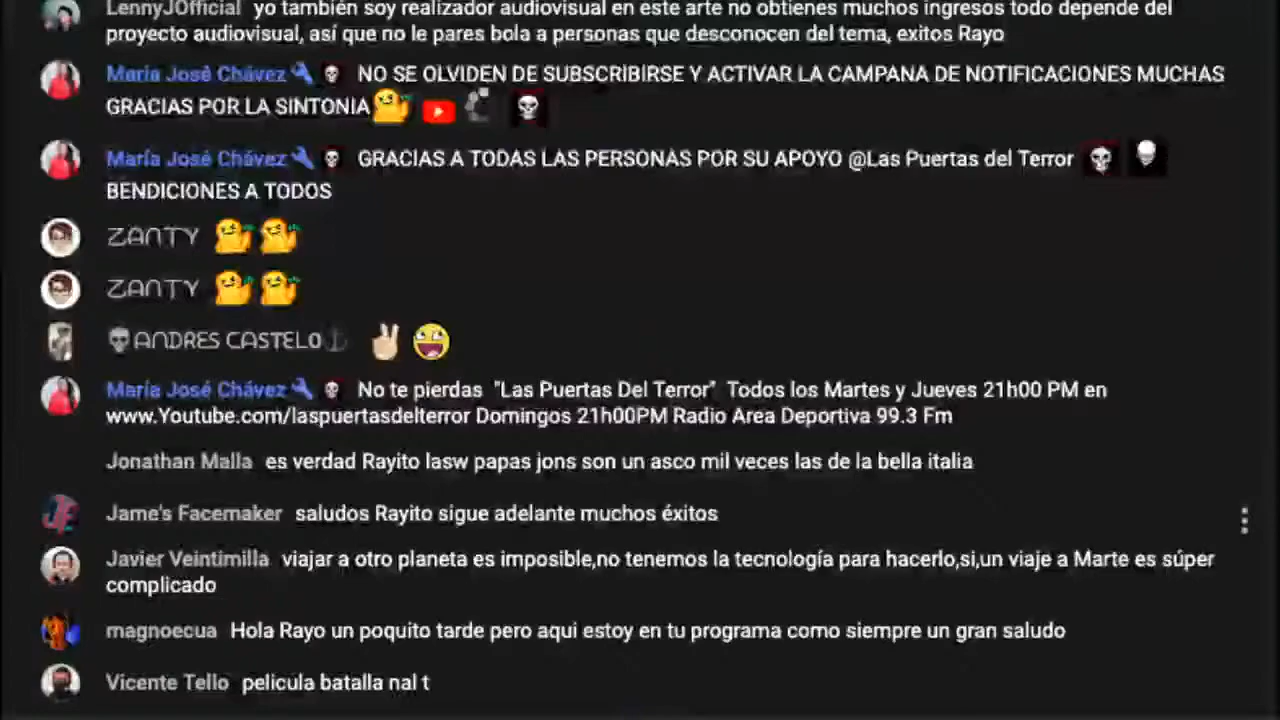 LennyJOfficial yo también soy realizador audiovisual en este arte no obtienes muchos ingresos todo depende del
proyecto audiovisual, así que no le pares bola a personas que desconocen del tema, exitos Rayo
María José Chávez NO SE OLVIDEN DE SUBSCRIBIRSE Y ACTIVAR LA CAMPANA DE NOTIFICACIONES MUCHAS
GRACIAS POR LA SINTONIA
María José Chávez GRACIAS A TODAS LAS PERSONAS POR SU APOYO @Las Puertas del Terror
BENDICIONES A TODOS
ZANTY
ZANTY
ANDRES CASTELO
María José Chávez No te pierdas "Las Puertas Del Terror" Todos los Martes y Jueves 21h00 PM en
www.Youtube.com/laspuertasdelterror Domingos 21h00PM Radio Area Deportiva 99.3 Fm
Jonathan Malla es verdad Rayito lasw papas jons son un asco mil veces las de la bella italia
Jame's Facemaker saludos Rayito sigue adelante muchos éxitos
Javier Veintimilla viajar a otro planeta es imposible,no tenemos la tecnología para hacerlo,si,un viaje a Marte es súper
complicado
magnoecua Hola Rayo un poquito tarde pero aqui estoy en tu programa como siempre un gran saludo
Vicente Tello pelicula batalla nal t